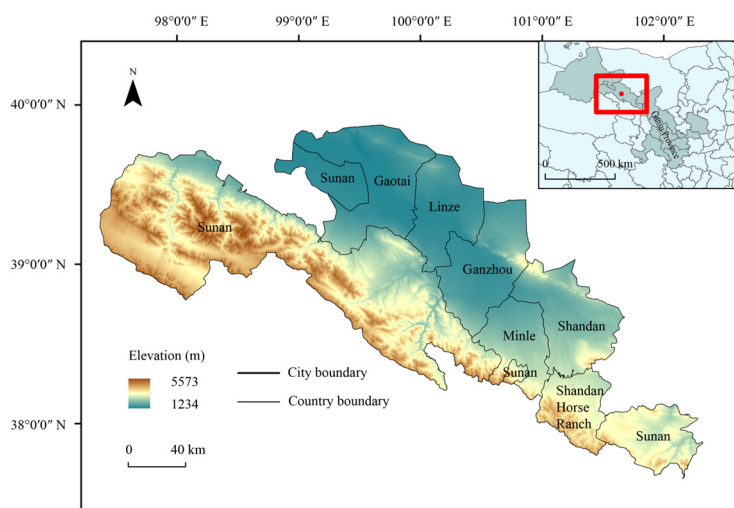 98°0′0″ E
99°0′0″ E
100°0′0″ E
101°0′0″ E
102°0′0″ E
N
40°0′0″ N
39°0′0″ N
38°0′0″ N
Gansu Province
0
500 km
Sunan
Gaotai
Linze
Sunan
Ganzhou
Minle
Shandan
Sunan
Shandan
Horse
Ranch
Sunan
Elevation (m)
5573
1234
City boundary
Country boundary
0
40 km